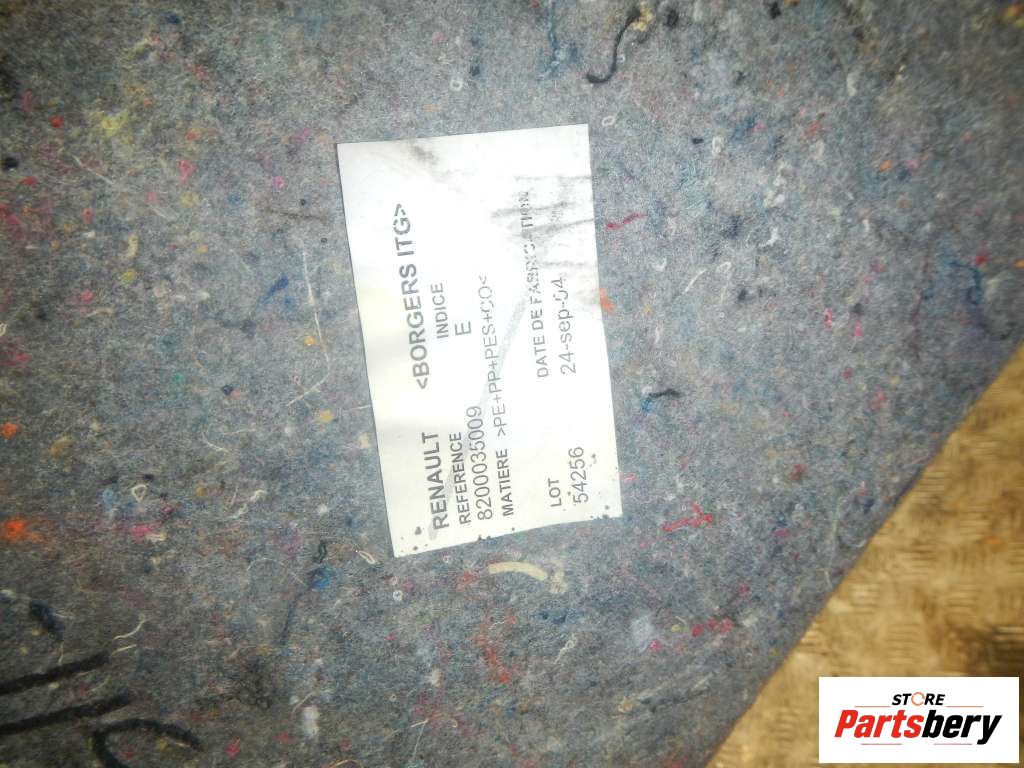 RENAULT <BORGERS ITG>
REFERENCE INDICE
8200035009 E
MATIERE >PE+PP+PES+CO<
LOT DATE DE FABRICATION
54256 24-sep-04
STORE
Partsbery